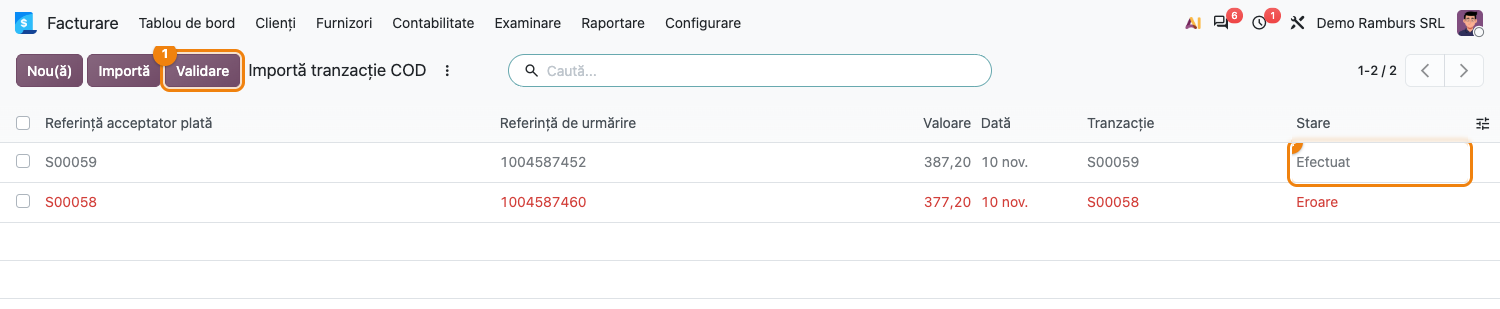 Facturare Tablou de bord Clienți Furnizori Contabilitate Examinare Raportare Configurare AI 6 1 Demo Ramburs SRL
1
Nou(ă) Importă Validare Importă tranzacție COD Caută... 1-2 / 2
Referință acceptator plată Referință de urmărire Valoare Dată Tranzacție Stare
S00059 1004587452 387,20 10 nov. S00059 Efectuat
S00058 1004587460 377,20 10 nov. S00058 Eroare